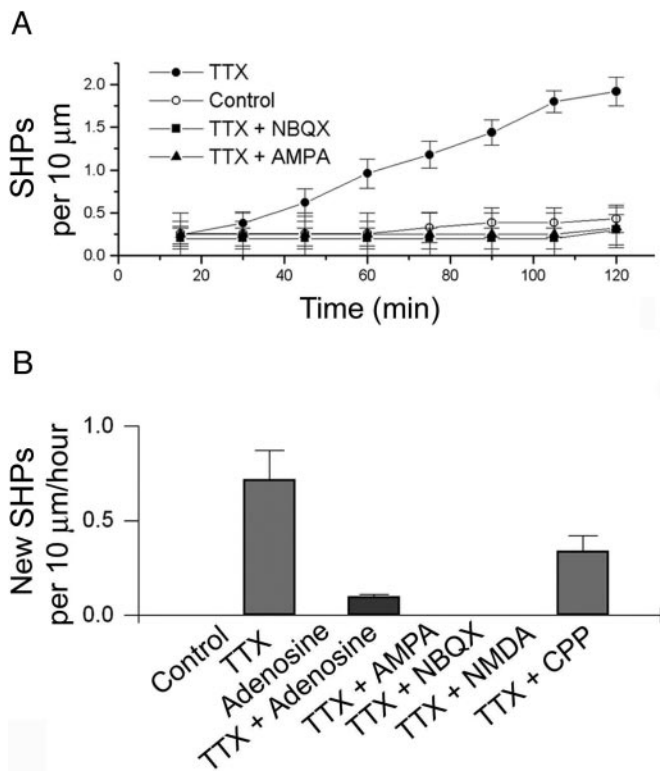 A
TTX
Control
TTX + NBQX
TTX + AMPA
SHPs
per 10 μm
2.0
1.5
1.0
0.5
0.0
0
20
40
60
80
100
120
Time (min)
B
New SHPs
per 10 μm/hour
1.0
0.5
0.0
Control
TTX
Adenosine
TTX + Adenosine
TTX + AMPA
TTX + NBQX
TTX + NMDA
TTX + CPP